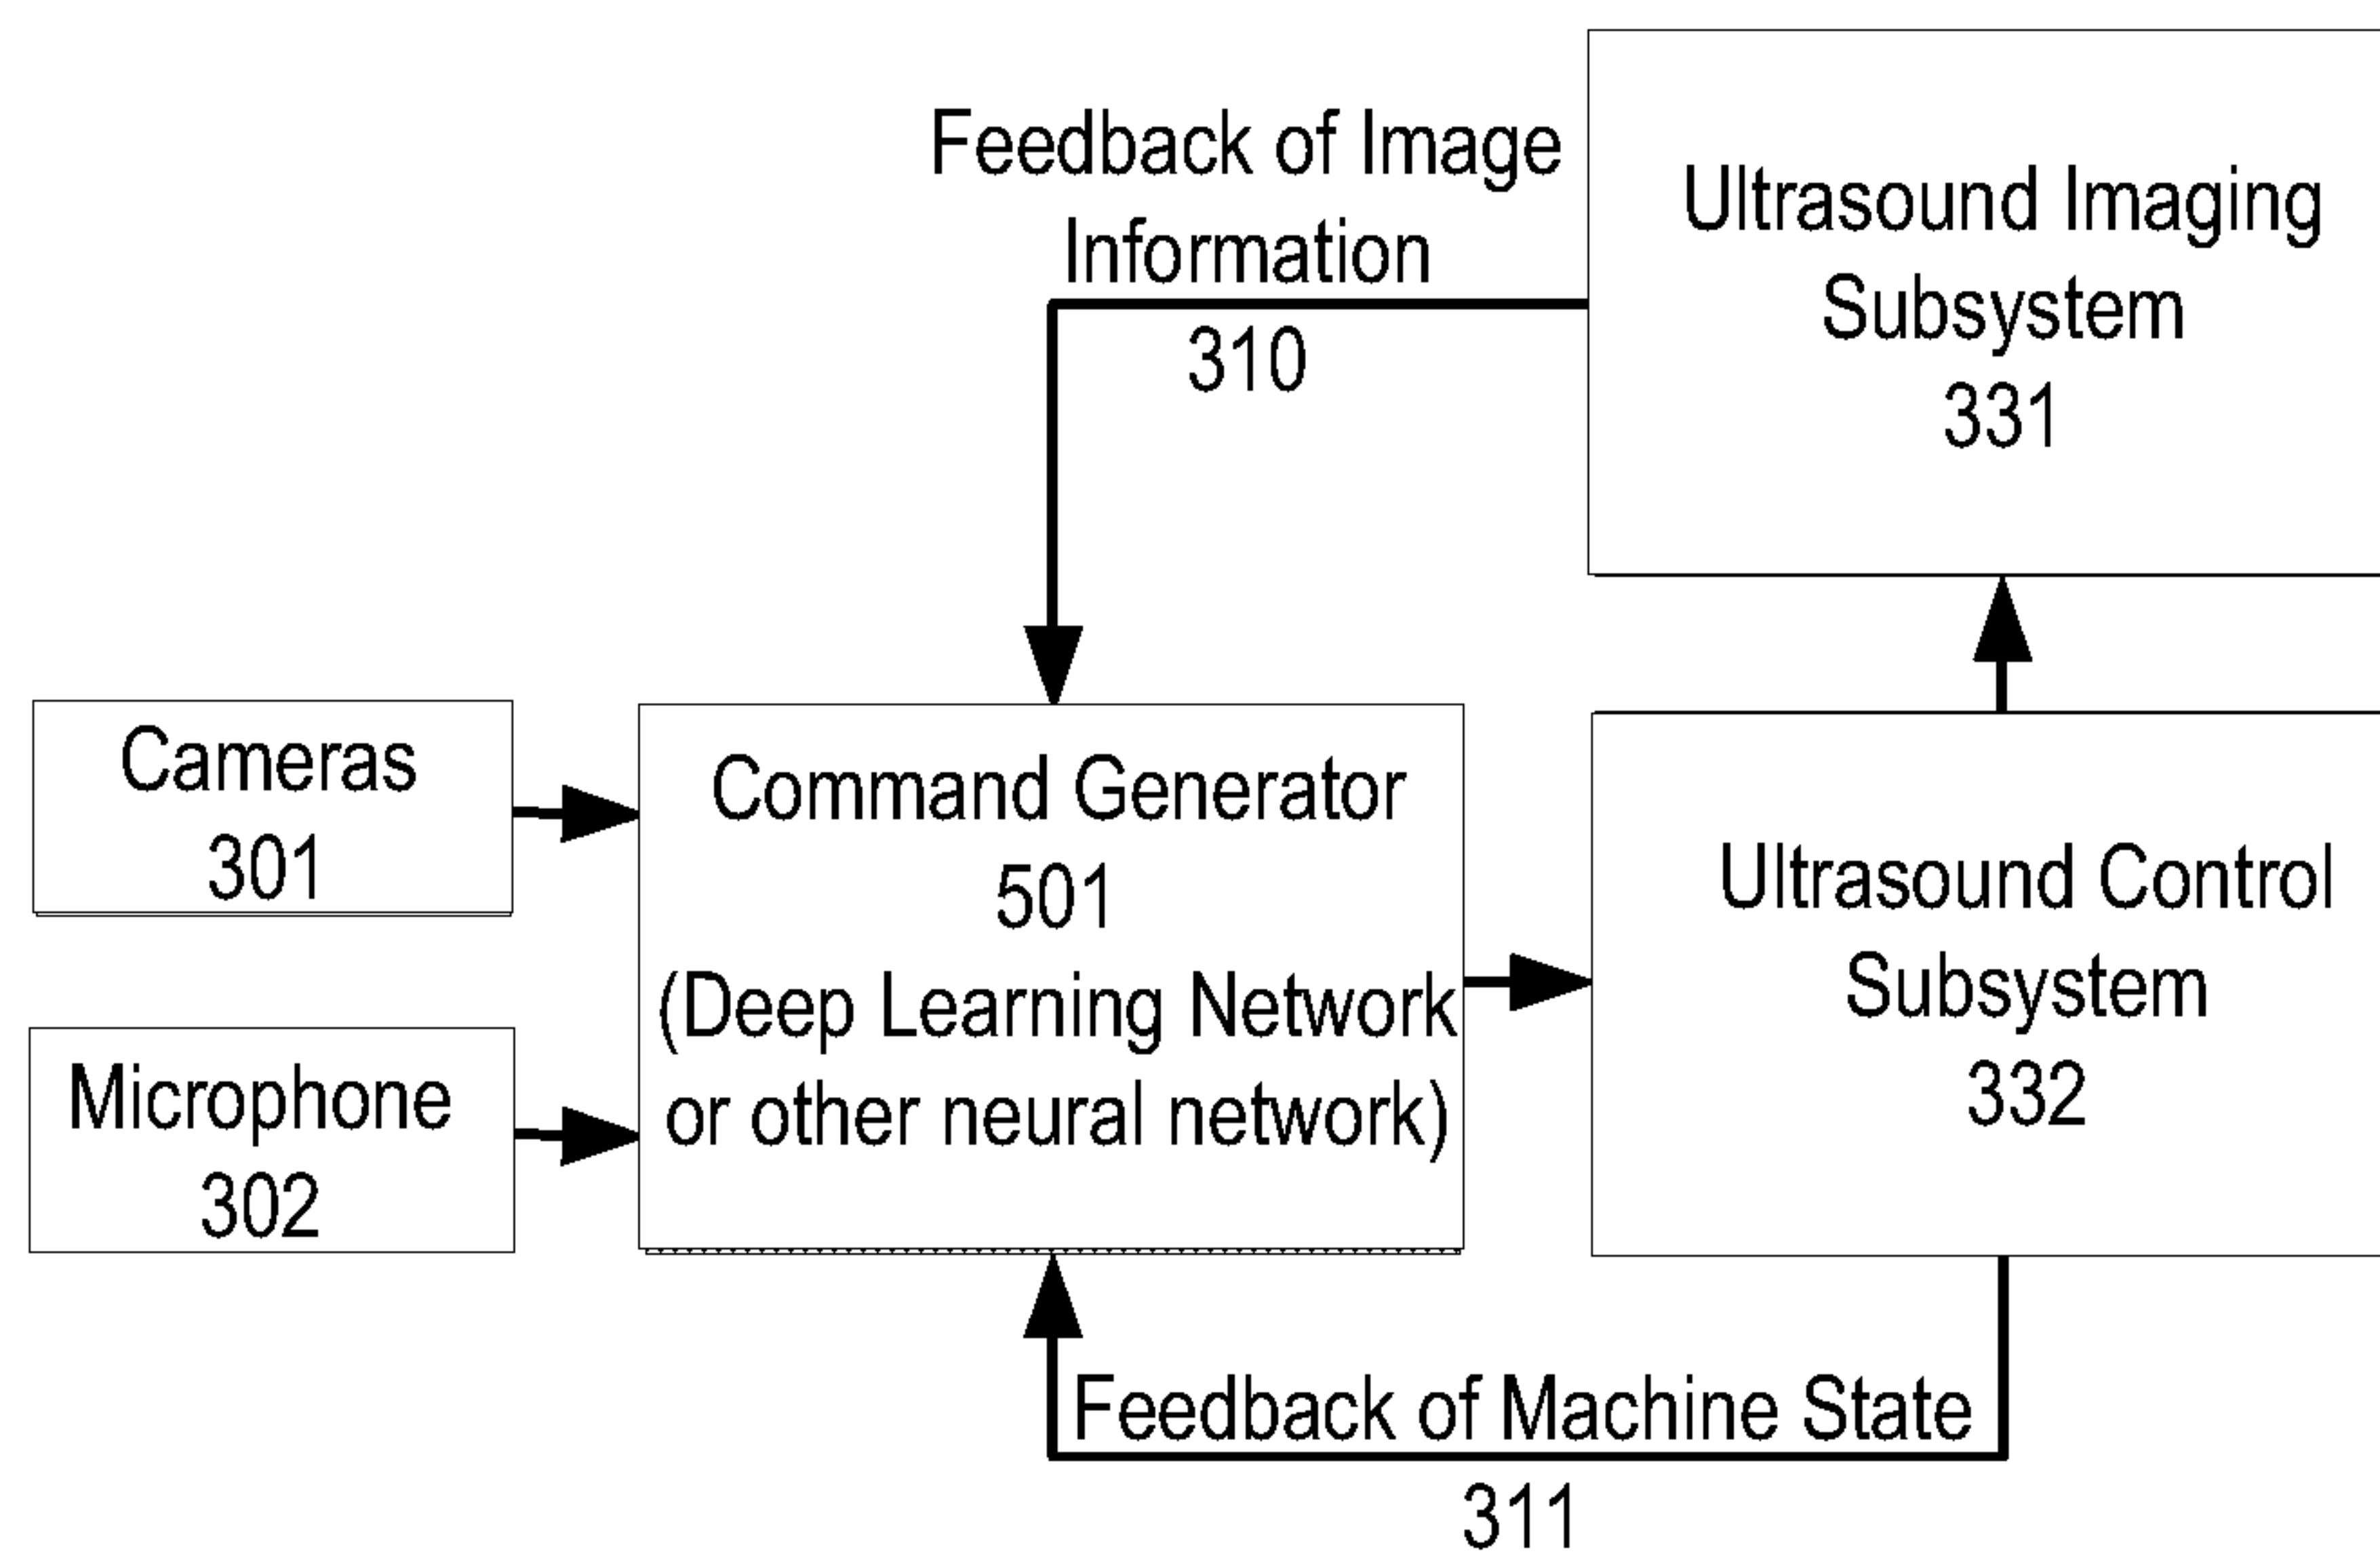 Feedback of Image
Information
310
Ultrasound Imaging
Subsystem
331
Cameras
301
Microphone
302
Command Generator
501
(Deep Learning Network
or other neural network)
Ultrasound Control
Subsystem
332
Feedback of Machine State
311